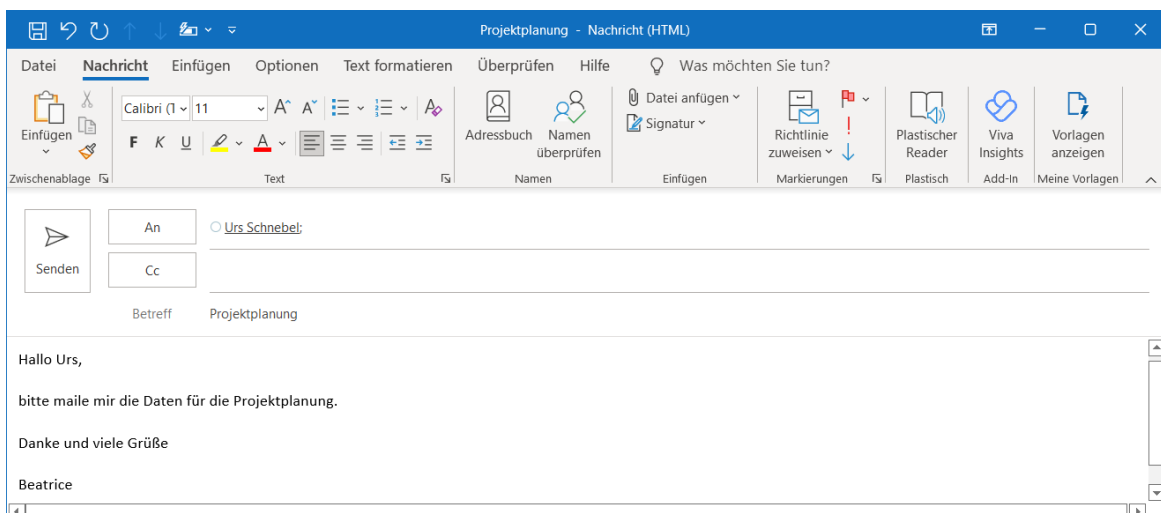 Projektplanung - Nachricht (HTML)
Datei Nachricht Einfügen Optionen Text formatieren Überprüfen Hilfe Was möchten Sie tun?
Einfügen
Zwischenablage
Calibri (T 11
F K U
Text
Adressbuch
Namen
überprüfen
Namen
Datei anfügen
Signatur
Einfügen
Richtlinie
zuweisen
Markierungen
Plastischer
Reader
Plastisch
Viva
Insights
Add-In
Vorlagen
anzeigen
Meine Vorlagen
Senden
An Urs Schnebel;
Cc
Betreff Projektplanung
Hallo Urs,
bitte maile mir die Daten für die Projektplanung.
Danke und viele Grüße
Beatrice